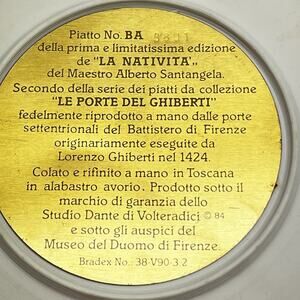 Piatto No. BA
della prima e limitatissima edizione
de "LA NATIVITÀ",
del Maestro Alberto Santangela.
Secondo della serie dei piatti da collezione
"LE PORTE DEL GHIBERTI"
fedelmente riprodotto a mano dalle porte
settentrionali del Battistero di Firenze
originariamente eseguite da
Lorenzo Ghiberti nel 1424.
Colato e rifinito a mano in Toscana
in alabastro avorio. Prodotto sotto il
marchio di garanzia dello
Studio Dante di Volteradici © 84
e sotto gli auspici del
Museo del Duomo di Firenze.
Bradex No.: 38-V90-3.2